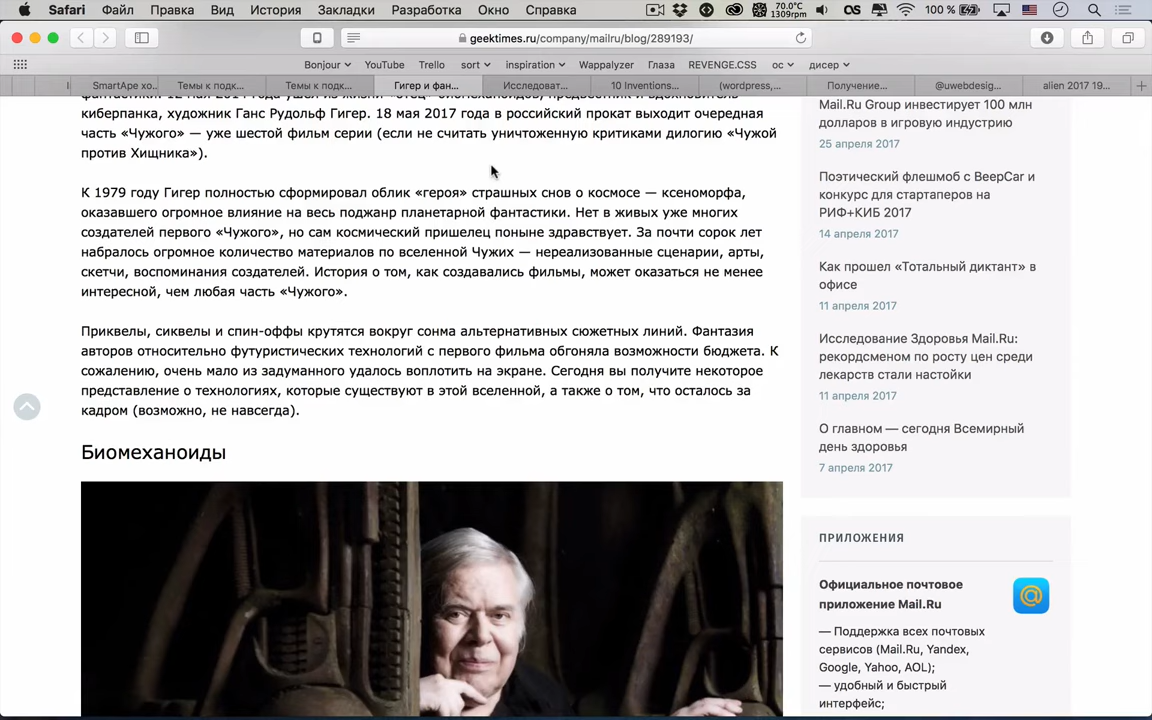 Safari Файл Правка Вид История Закладки Разработка Окно Справка 70.0°C 1309rpm 100 %
geektimes.ru/company/mailru/blog/289193/
Bonjour YouTube Trello sort inspiration Wappalyzer Глаза REVENGE.CSS ос дисер
SmartApe хо... Темы к подк... Темы к подк... Гигер и фан... Исследоват... 10 Inventions... (wordpress,... Получение... @uwebdesig... alien 2017 19...
киберпанка, художник Ганс Рудольф Гигер. 18 мая 2017 года в российский прокат выходит очередная
часть «Чужого» — уже шестой фильм серии (если не считать уничтоженную критиками дилогию «Чужой
против Хищника»).
К 1979 году Гигер полностью сформировал облик «героя» страшных снов о космосе — ксеноморфа,
оказавшего огромное влияние на весь поджанр планетарной фантастики. Нет в живых уже многих
создателей первого «Чужого», но сам космический пришелец поныне здравствует. За почти сорок лет
набралось огромное количество материалов по вселенной Чужих — нереализованные сценарии, арты,
скетчи, воспоминания создателей. История о том, как создавались фильмы, может оказаться не менее
интересной, чем любая часть «Чужого».
Приквелы, сиквелы и спин-оффы крутятся вокруг сонма альтернативных сюжетных линий. Фантазия
авторов относительно футуристических технологий с первого фильма обгоняла возможности бюджета. К
сожалению, очень мало из задуманного удалось воплотить на экране. Сегодня вы получите некоторое
представление о технологиях, которые существуют в этой вселенной, а также о том, что осталось за
кадром (возможно, не навсегда).
Биомеханоиды
Mail.Ru Group инвестирует 100 млн
долларов в игровую индустрию
25 апреля 2017
Поэтический флешмоб с BeepCar и
конкурс для стартаперов на
РИФ+КИБ 2017
14 апреля 2017
Как прошел «Тотальный диктант» в
офисе
11 апреля 2017
Исследование Здоровья Mail.Ru:
рекордсменом по росту цен среди
лекарств стали настойки
11 апреля 2017
О главном — сегодня Всемирный
день здоровья
7 апреля 2017
ПРИЛОЖЕНИЯ
Официальное почтовое
приложение Mail.Ru
— Поддержка всех почтовых
сервисов (Mail.Ru, Yandex,
Google, Yahoo, AOL);
— удобный и быстрый
интерфейс;